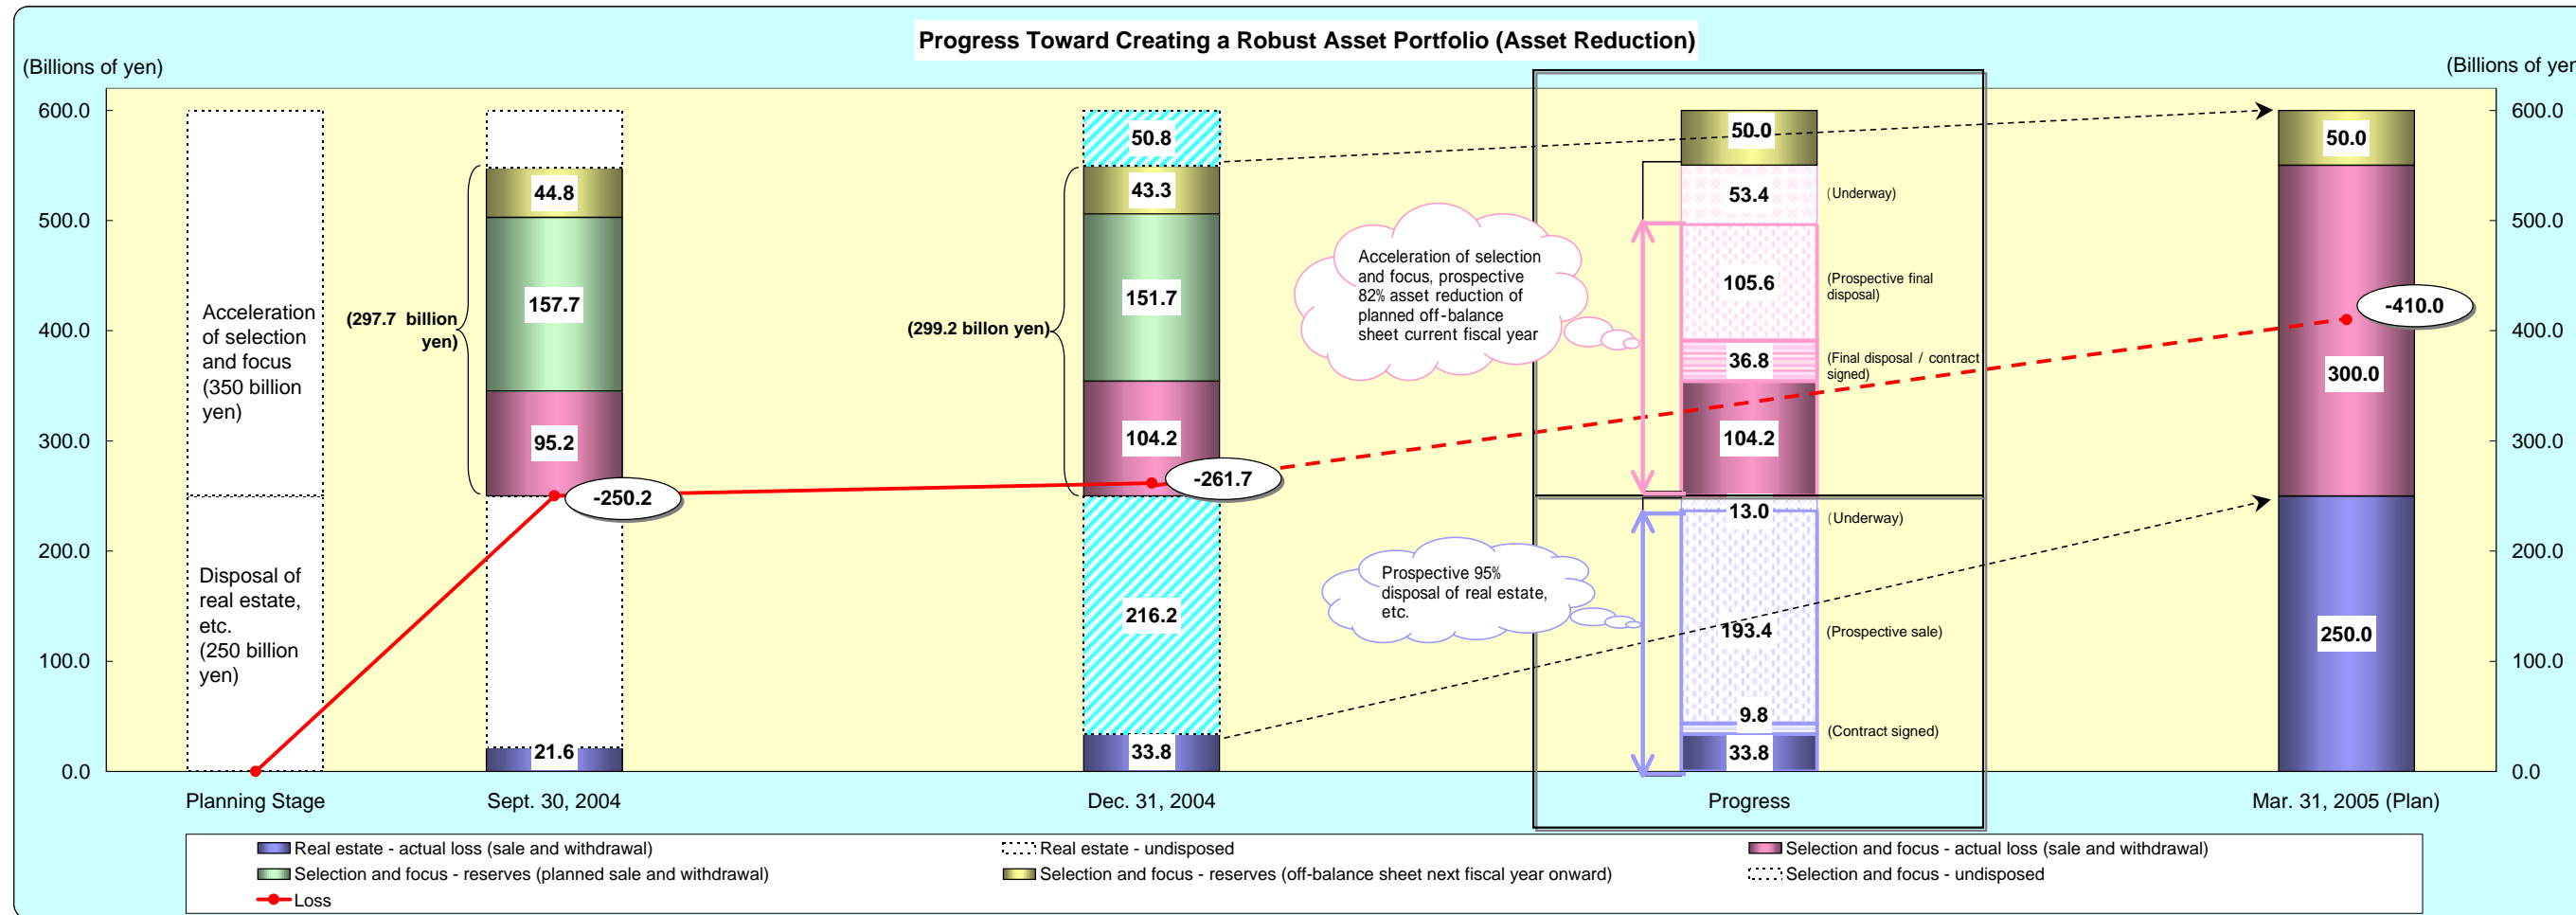 Progress Toward Creating a Robust Asset Portfolio (Asset Reduction)
(Billions of yen)
(Billions of yen
600.0
500.0
400.0
300.0
200.0
100.0
0.0
Acceleration
of selection
and focus
(350 billion
yen)
Disposal of
real estate,
etc.
(250 billion
yen)
(297.7 billion
yen)
44.8
157.7
95.2
-250.2
21.6
(299.2 billon yen)
50.8
43.3
151.7
104.2
-261.7
216.2
33.8
Acceleration of selection
and focus, prospective
82% asset reduction of
planned off-balance
sheet current fiscal year
Prospective 95%
disposal of real estate,
etc.
50.0
53.4
(Underway)
105.6
(Prospective final
disposal)
36.8
(Final disposal / contract
signed)
104.2
13.0
(Underway)
193.4
(Prospective sale)
9.8
(Contract signed)
33.8
50.0
-410.0
300.0
250.0
600.0
500.0
400.0
300.0
200.0
100.0
0.0
Planning Stage
Sept. 30, 2004
Dec. 31, 2004
Progress
Mar. 31, 2005 (Plan)
Real estate - actual loss (sale and withdrawal)
Real estate - undisposed
Selection and focus - actual loss (sale and withdrawal)
Selection and focus - reserves (planned sale and withdrawal)
Selection and focus - reserves (off-balance sheet next fiscal year onward)
Selection and focus - undisposed
Loss